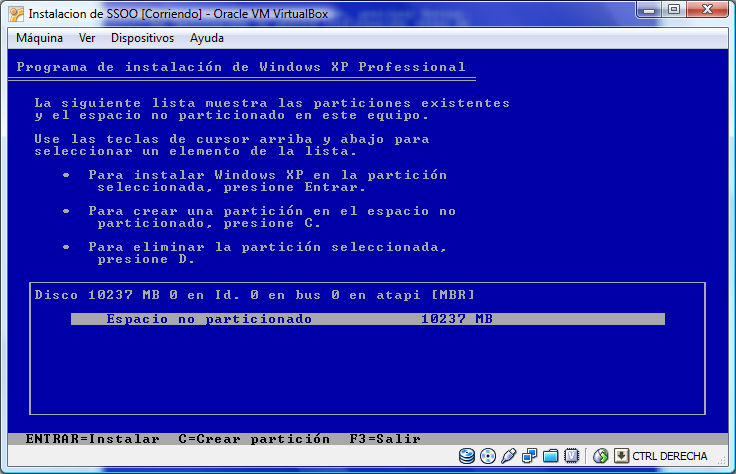 Instalacion de SSOO [Corriendo] - Oracle VM VirtualBox
Máquina Ver Dispositivos Ayuda
Programa de instalación de Windows XP Professional
La siguiente lista muestra las particiones existentes
y el espacio no particionado en este equipo.
Use las teclas de cursor arriba y abajo para
seleccionar un elemento de la lista.
• Para instalar Windows XP en la partición
seleccionada, presione Entrar.
• Para crear una partición en el espacio no
particionado, presione C.
• Para eliminar la partición seleccionada,
presione D.
Disco 10237 MB 0 en Id. 0 en bus 0 en atapi [MBR]
Espacio no particionado 10237 MB
ENTRAR=Instalar C=Crear partición F3=Salir
CTRL DERECHA